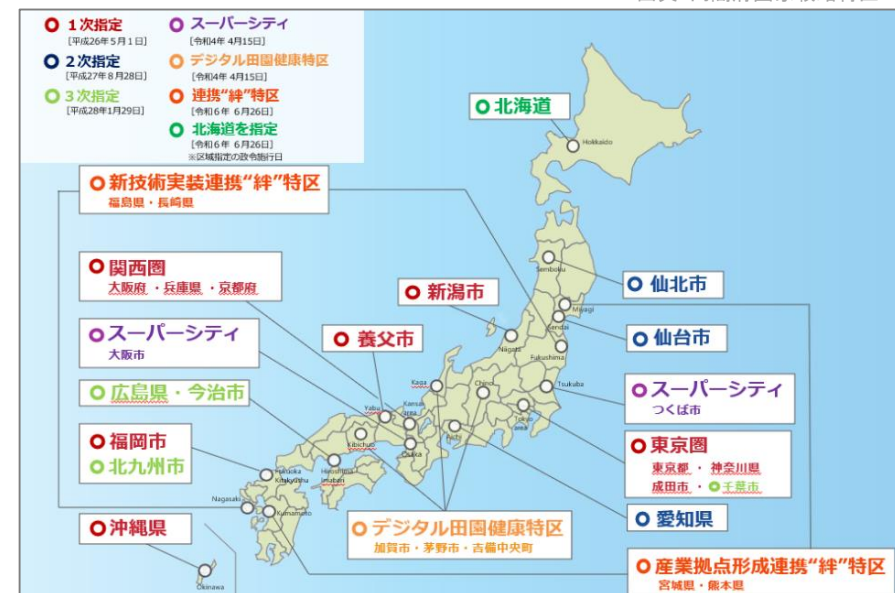 １次指定
[平成26年5月1日]
２次指定
[平成27年8月28日]
３次指定
[平成28年1月29日]
スーパーシティ
[令和4年 4月15日]
デジタル田園健康特区
[令和4年 4月15日]
連携“絆”特区
[令和６年 ６月26日]
北海道を指定
[令和６年 ６月26日]
※区域指定の政令施行日
北海道
Hokkaido
新技術実装連携“絆”特区
福島県・長崎県
関西圏
大阪府 ・兵庫県 ・京都府
スーパーシティ
大阪市
広島県・今治市
福岡市
北九州市
沖縄県
新潟市
養父市
仙北市
仙台市
スーパーシティ
つくば市
東京圏
東京都 ・ 神奈川県
成田市 ・ 千葉市
愛知県
デジタル田園健康特区
加賀市・茅野市・吉備中央町
産業拠点形成連携“絆”特区
宮城県・熊本県
Semboku
Miyagi
Sendai
Niigata
Fukushima
Kaga
Chino
Tsukuba
Yabu
Kansai
area
Tokyo
area
Aichi
Kibichuo
Osaka
Fukuoka
Kitakyusha
Hiroshima
Imabari
Nagasaki
Kumamoto
Okinawa